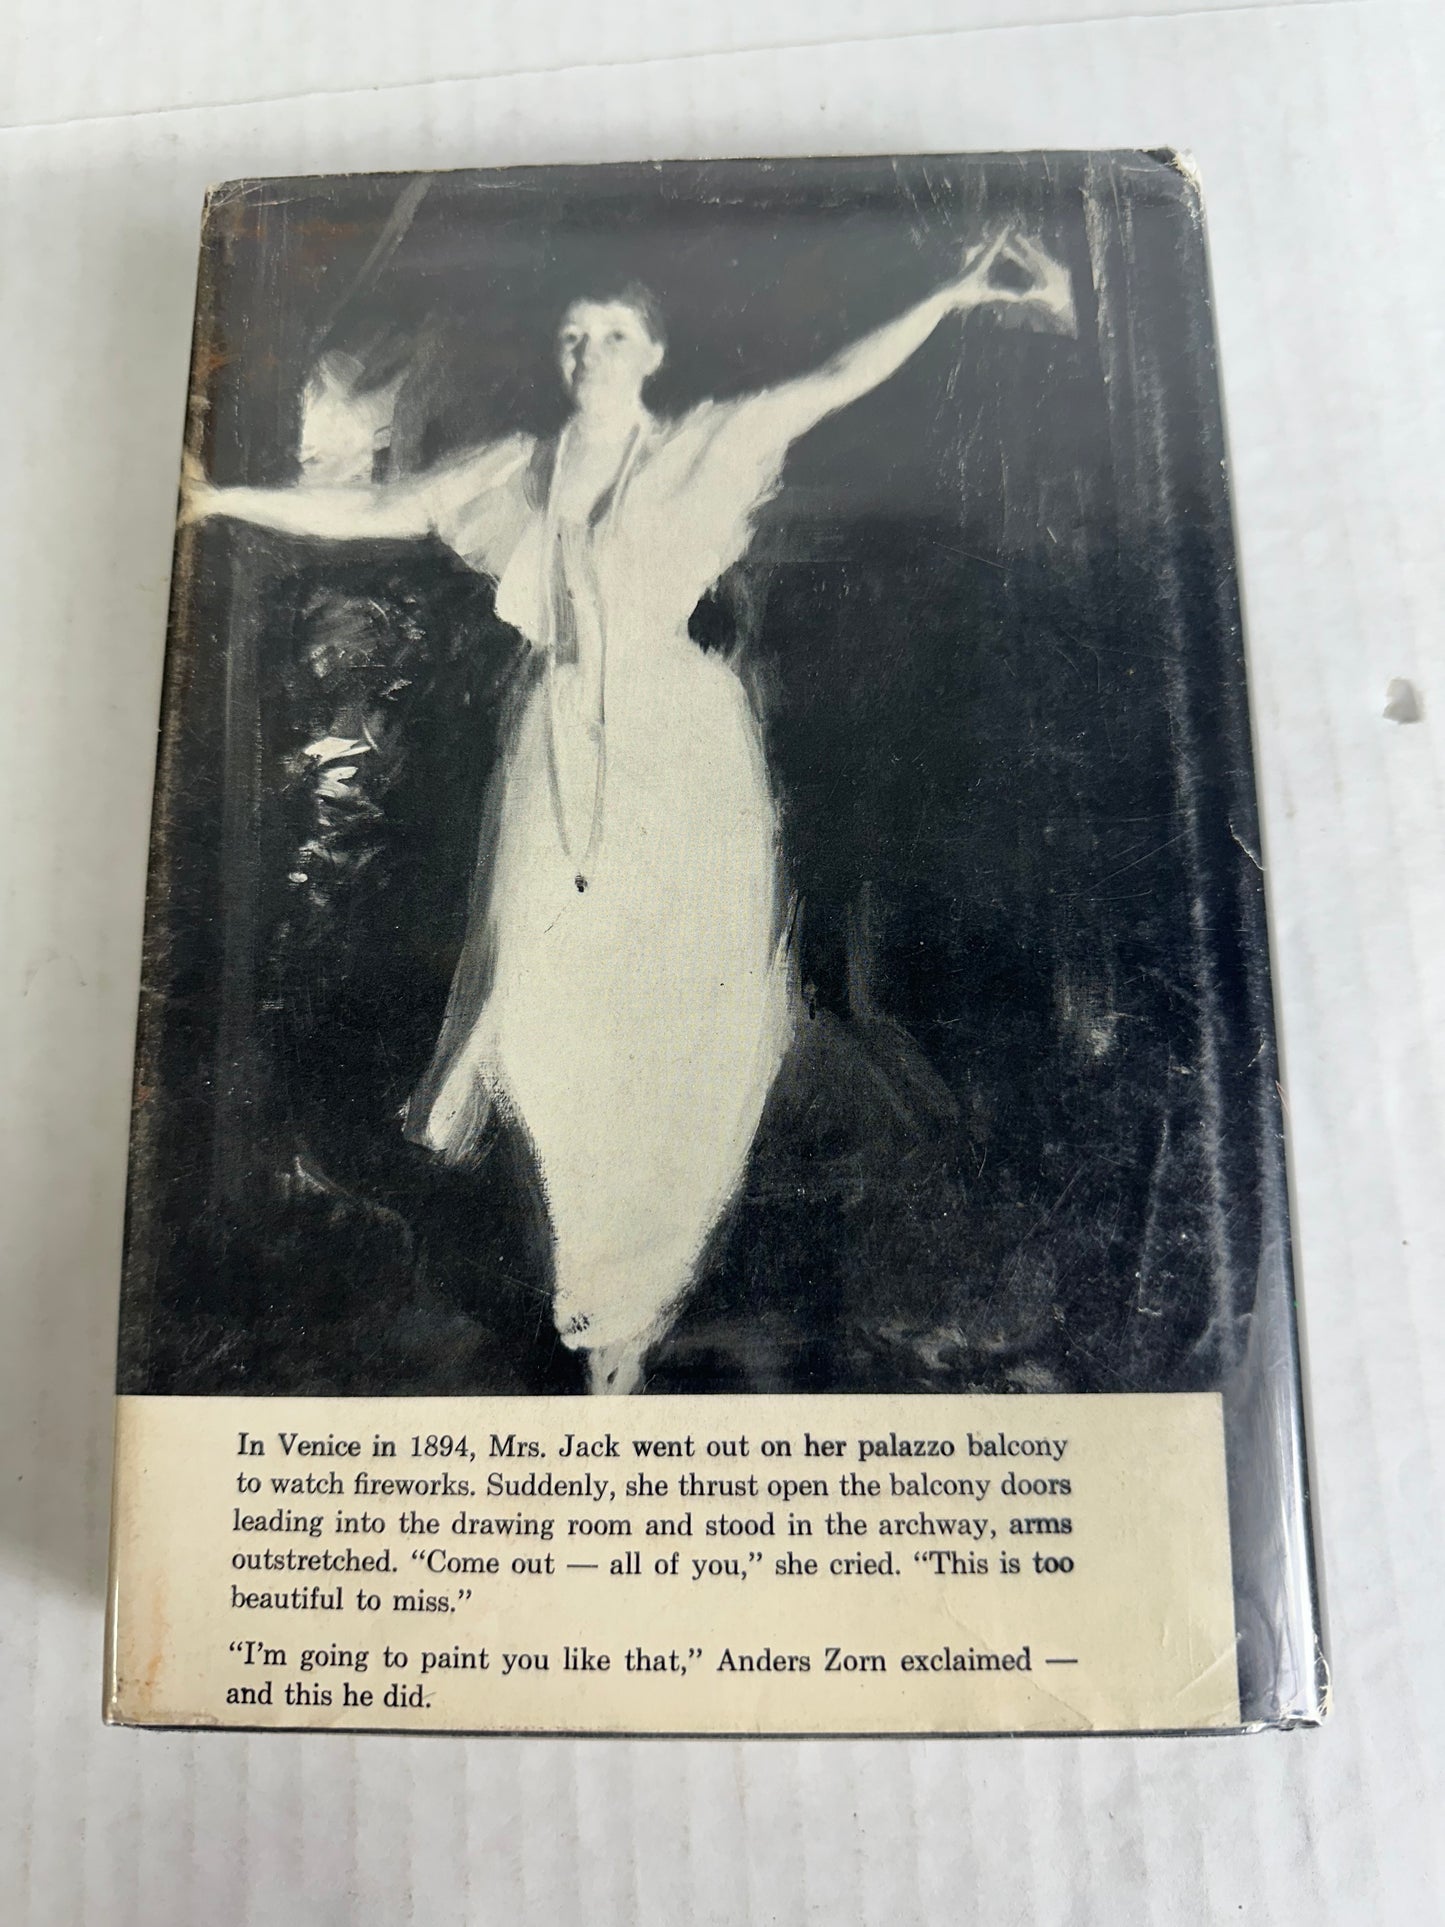 In Venice in 1894, Mrs. Jack went out on her palazzo balcony
to watch fireworks. Suddenly, she thrust open the balcony doors
leading into the drawing room and stood in the archway, arms
outstretched. “Come out — all of you,” she cried. “This is too
beautiful to miss.”
“I’m going to paint you like that,” Anders Zorn exclaimed —
and this he did.